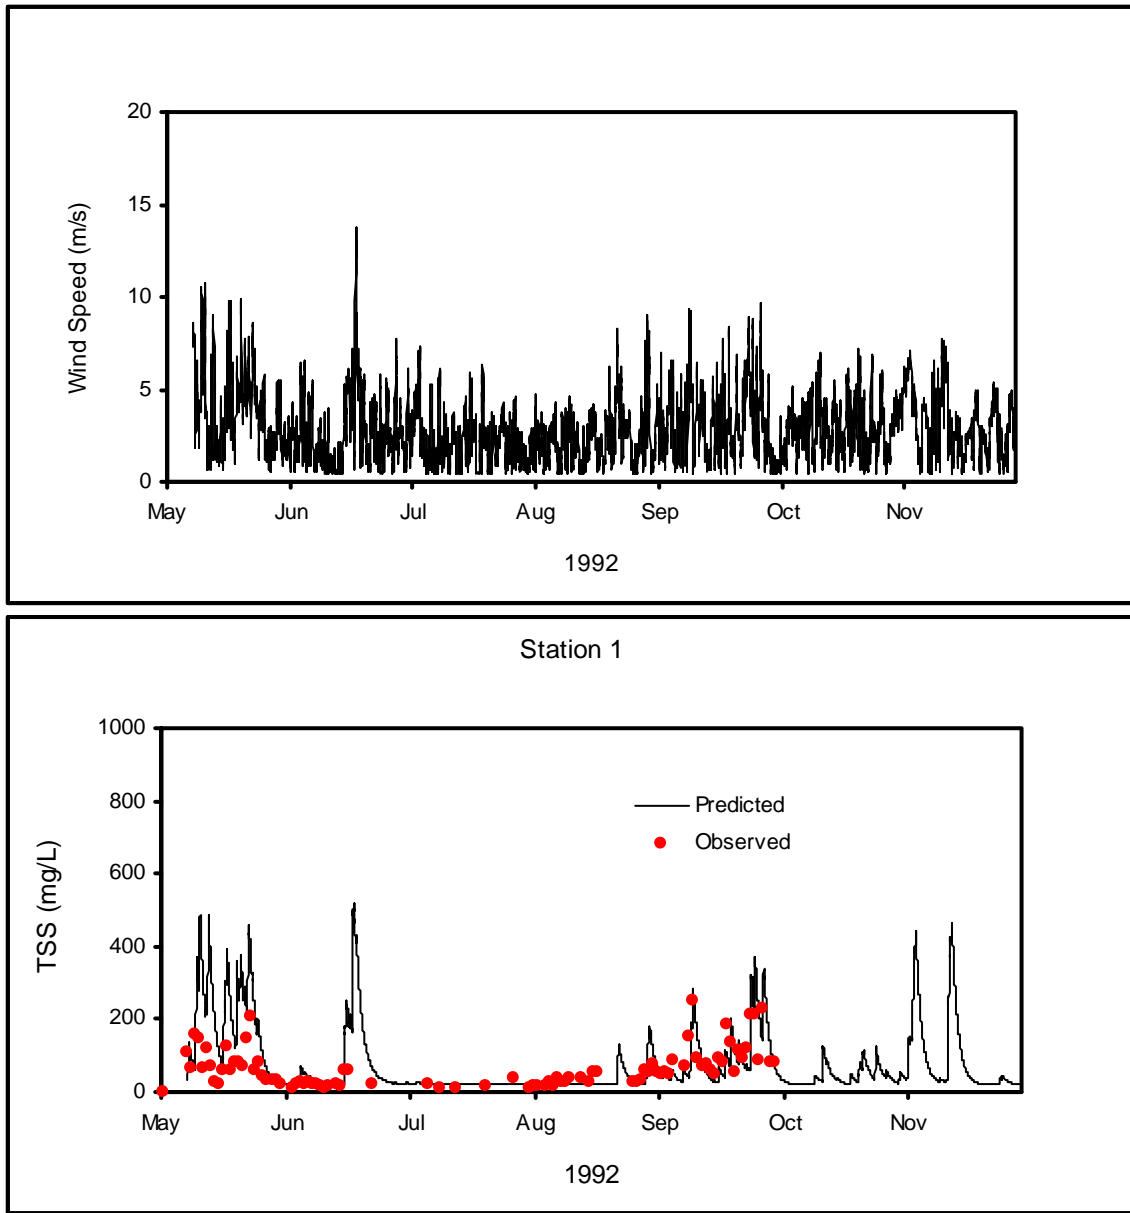 20
15
10
5
0
Wind Speed (m/s)
May Jun Jul Aug Sep Oct Nov
1992
Station 1
1000
800
600
400
200
0
TSS (mg/L)
Predicted
Observed
May Jun Jul Aug Sep Oct Nov
1992